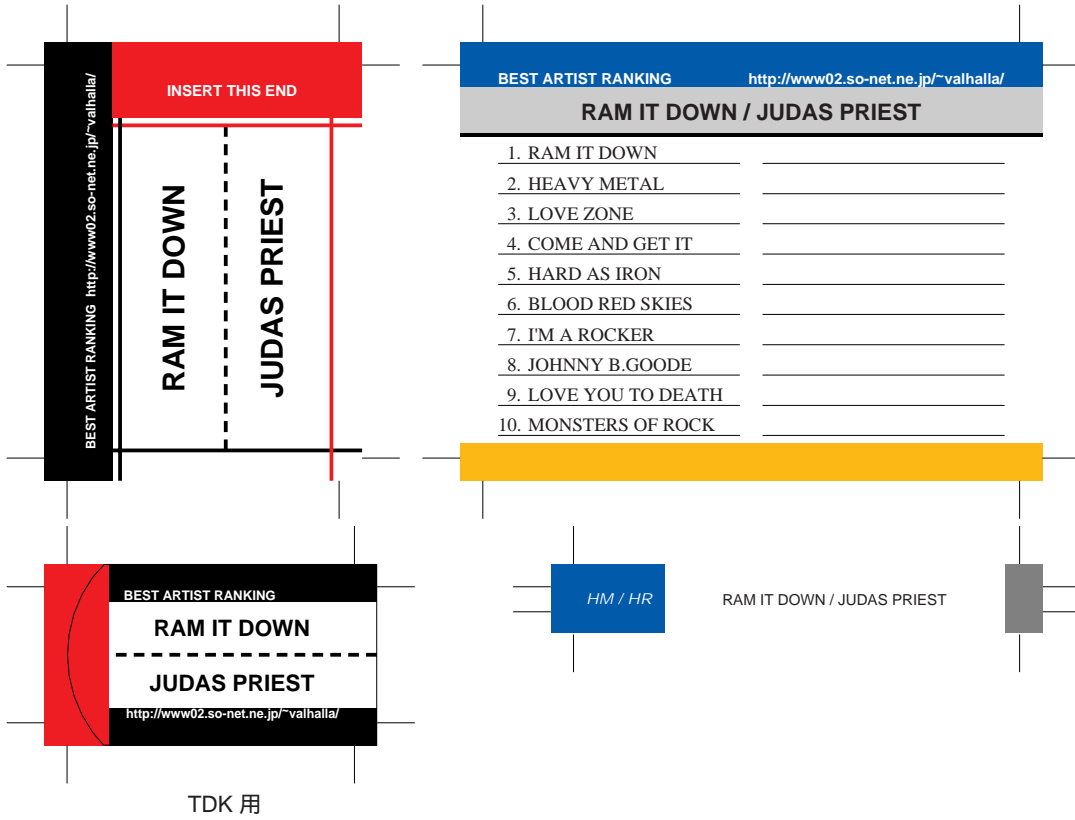 BEST ARTIST RANKING http://www02.so-net.ne.jp/~valhalla/
INSERT THIS END
RAM IT DOWN
JUDAS PRIEST
BEST ARTIST RANKING http://www02.so-net.ne.jp/~valhalla/
RAM IT DOWN / JUDAS PRIEST
1. RAM IT DOWN
2. HEAVY METAL
3. LOVE ZONE
4. COME AND GET IT
5. HARD AS IRON
6. BLOOD RED SKIES
7. I'M A ROCKER
8. JOHNNY B.GOODE
9. LOVE YOU TO DEATH
10. MONSTERS OF ROCK
BEST ARTIST RANKING
RAM IT DOWN
JUDAS PRIEST
http://www02.so-net.ne.jp/~valhalla/
TDK 用
HM / HR
RAM IT DOWN / JUDAS PRIEST